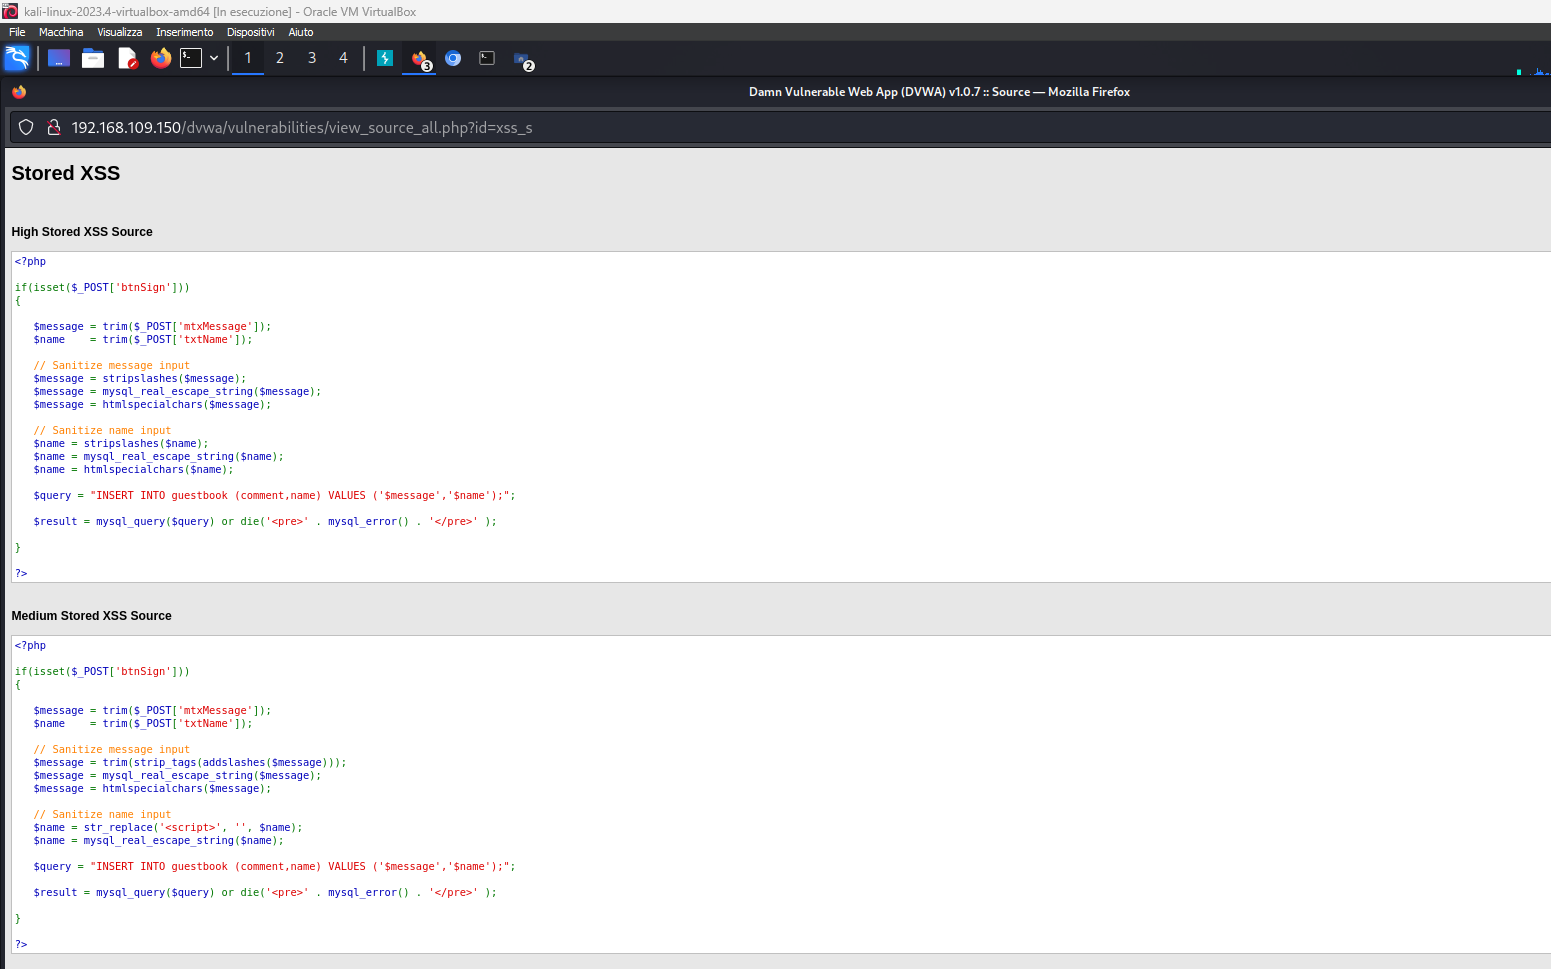 kali-linux-2023.4-virtualbox-amd64 [In esecuzione] - Oracle VM VirtualBox
File Macchina Visualizza Inserimento Dispositivi Aiuto
1 2 3 4 3 2
Damn Vulnerable Web App (DVWA) v1.0.7 :: Source — Mozilla Firefox
192.168.109.150/dvwa/vulnerabilities/view_source_all.php?id=xss_s
Stored XSS
High Stored XSS Source
<?php
if(isset($_POST['btnSign']))
{
$message = trim($_POST['mtxMessage']);
$name    = trim($_POST['txtName']);
// Sanitize message input
$message = stripslashes($message);
$message = mysql_real_escape_string($message);
$message = htmlspecialchars($message);
// Sanitize name input
$name = stripslashes($name);
$name = mysql_real_escape_string($name);
$name = htmlspecialchars($name);
$query = "INSERT INTO guestbook (comment,name) VALUES ('$message','$name');";
$result = mysql_query($query) or die('<pre>' . mysql_error() . '</pre>' );
}
?>
Medium Stored XSS Source
<?php
if(isset($_POST['btnSign']))
{
$message = trim($_POST['mtxMessage']);
$name    = trim($_POST['txtName']);
// Sanitize message input
$message = trim(strip_tags(addslashes($message)));
$message = mysql_real_escape_string($message);
$message = htmlspecialchars($message);
// Sanitize name input
$name = str_replace('<script>', '', $name);
$name = mysql_real_escape_string($name);
$query = "INSERT INTO guestbook (comment,name) VALUES ('$message','$name');";
$result = mysql_query($query) or die('<pre>' . mysql_error() . '</pre>' );
}
?>